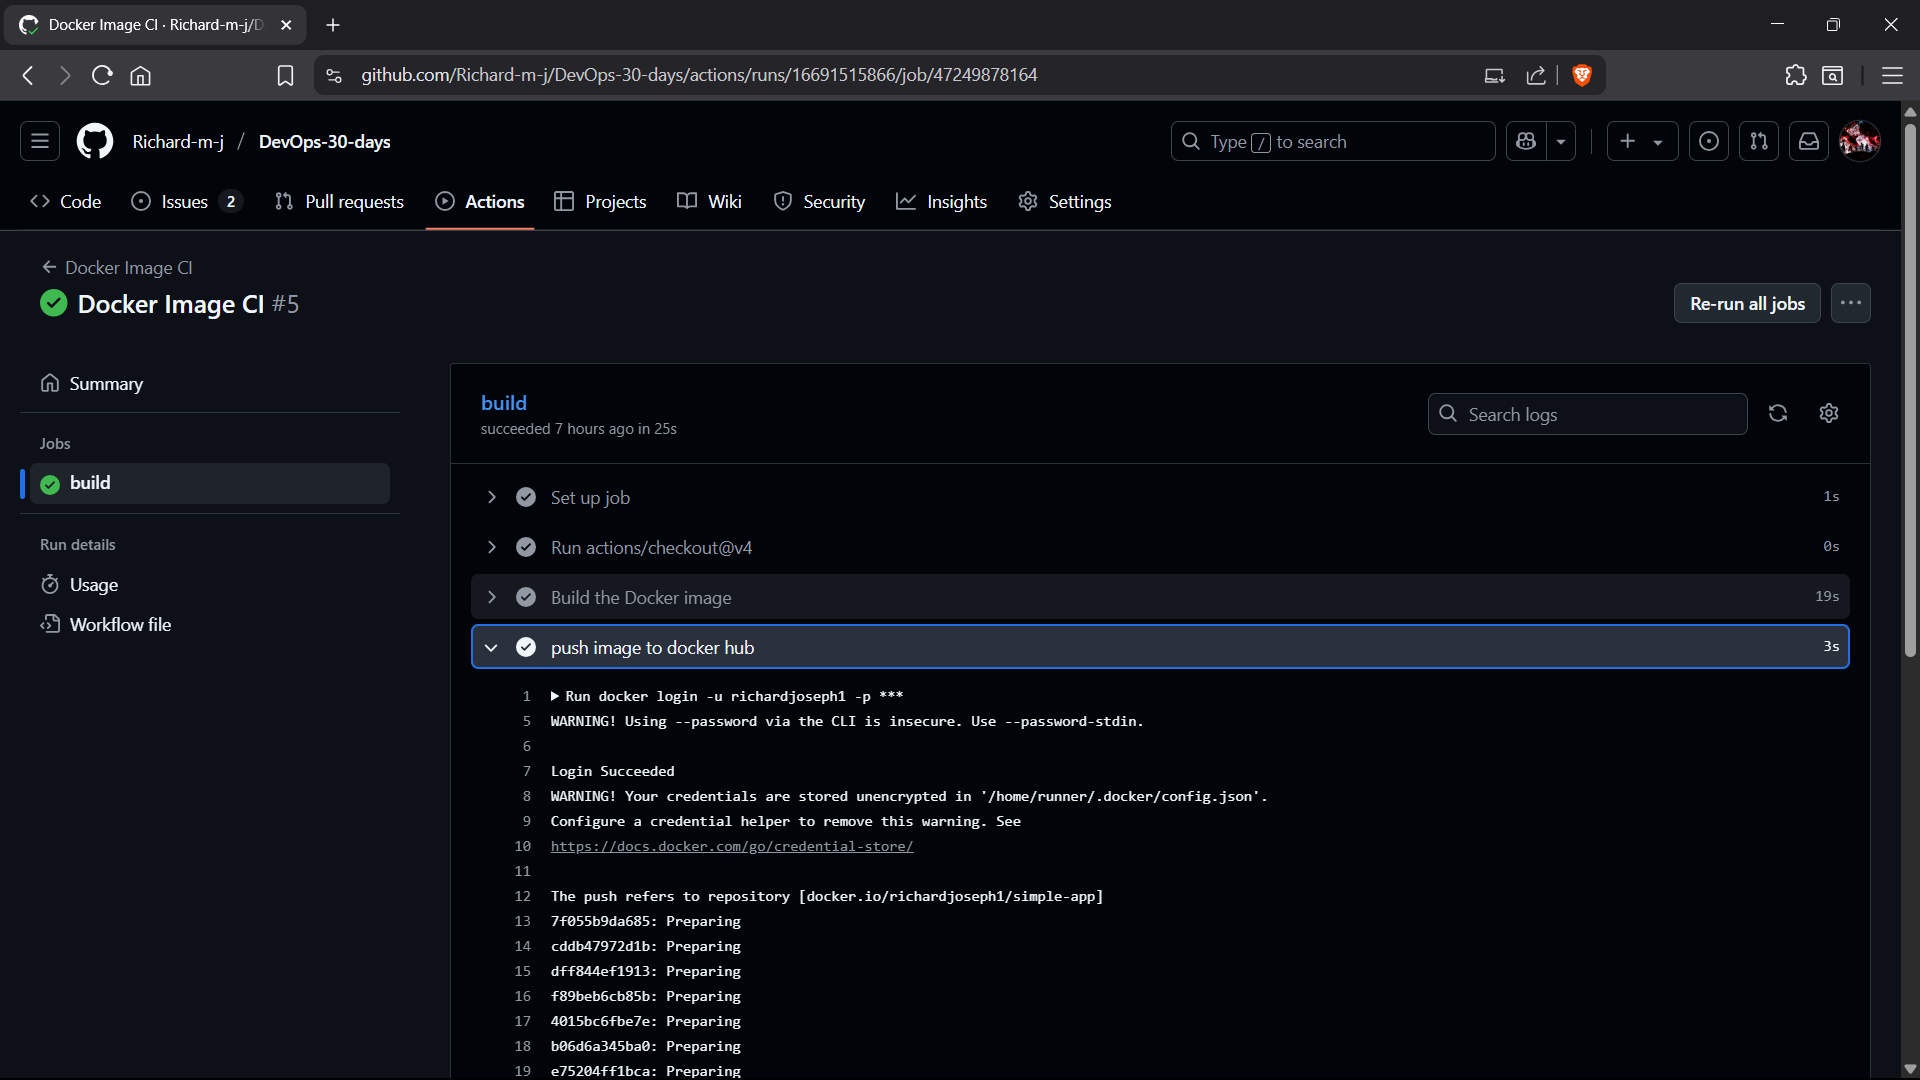 Docker Image CI · Richard-m-j/D
github.com/Richard-m-j/DevOps-30-days/actions/runs/16691515866/job/47249878164
Richard-m-j / DevOps-30-days
Type / to search
Code
Issues 2
Pull requests
Actions
Projects
Wiki
Security
Insights
Settings
Docker Image CI
Docker Image CI #5
Re-run all jobs
Summary
Jobs
build
Run details
Usage
Workflow file
build
succeeded 7 hours ago in 25s
Search logs
Set up job 1s
Run actions/checkout@v4 0s
Build the Docker image 19s
push image to docker hub 3s
1 Run docker login -u richardjoseph1 -p ***
5 WARNING! Using --password via the CLI is insecure. Use --password-stdin.
6
7 Login Succeeded
8 WARNING! Your credentials are stored unencrypted in '/home/runner/.docker/config.json'.
9 Configure a credential helper to remove this warning. See
10 https://docs.docker.com/go/credential-store/
11
12 The push refers to repository [docker.io/richardjoseph1/simple-app]
13 7f055b9da685: Preparing
14 cddb47972d1b: Preparing
15 dff844ef1913: Preparing
16 f89beb6cb85b: Preparing
17 4015bc6fbe7e: Preparing
18 b06d6a345ba0: Preparing
19 e75204ff1bca: Preparing